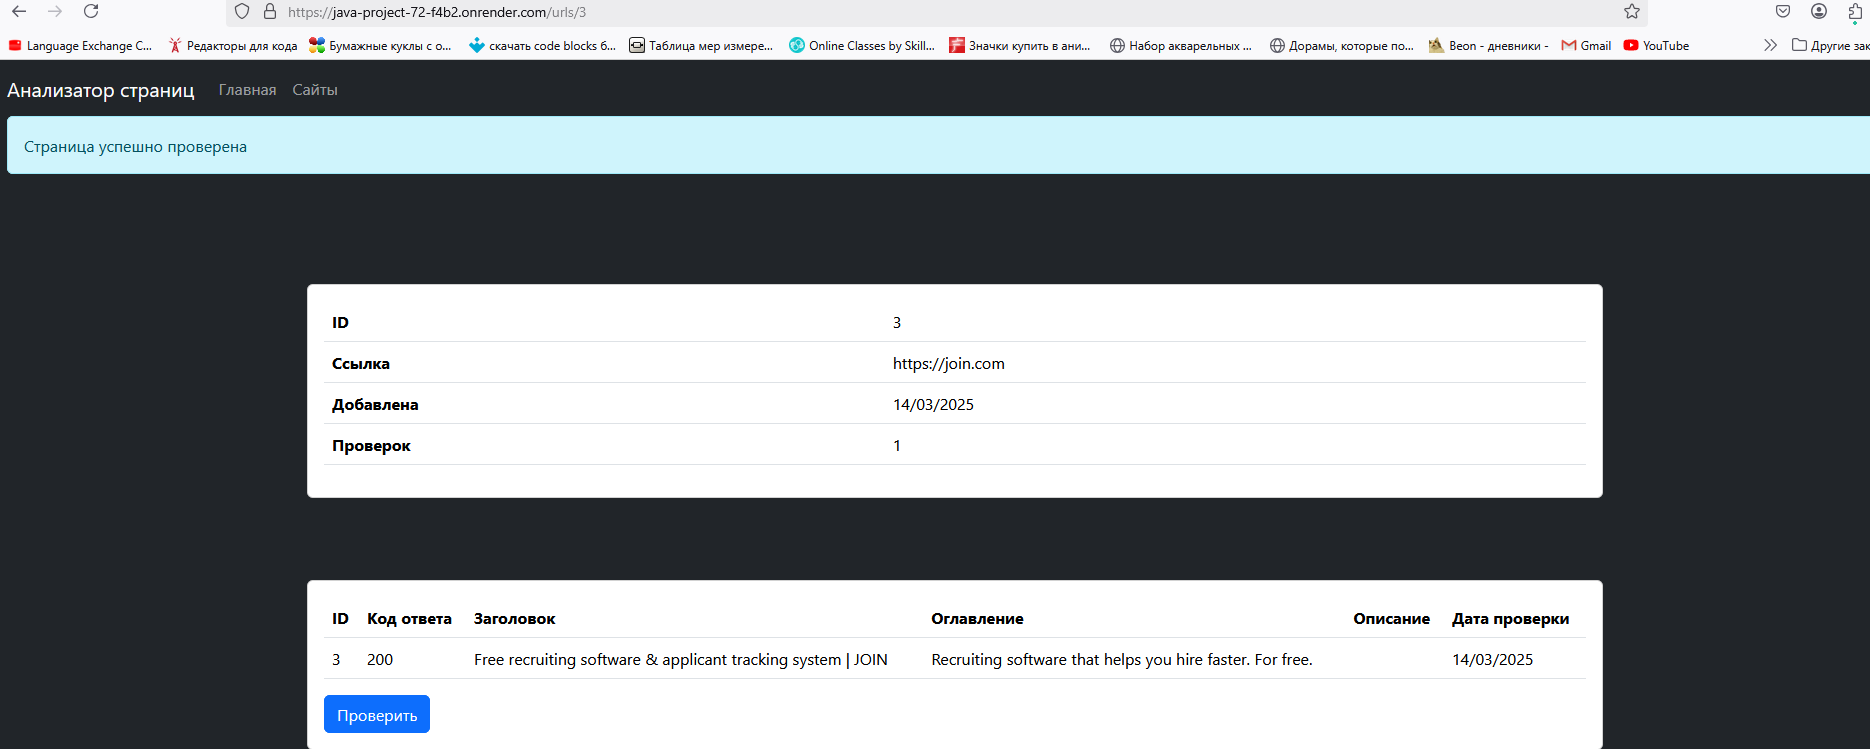 https://java-project-72-f4b2.onrender.com/urls/3
Language Exchange C... Редакторы для кода Бумажные куклы с о... скачать code blocks б... Таблица мер измере... Online Classes by Skill... Значки купить в ани... Набор акварельных ... Дорамы, которые по... Beon - дневники - Gmail YouTube Другие зак
Анализатор страниц Главная Сайты
Страница успешно проверена
ID 3
Ссылка https://join.com
Добавлена 14/03/2025
Проверок 1
ID Код ответа Заголовок Оглавление Описание Дата проверки
3 200 Free recruiting software & applicant tracking system | JOIN Recruiting software that helps you hire faster. For free. 14/03/2025
Проверить